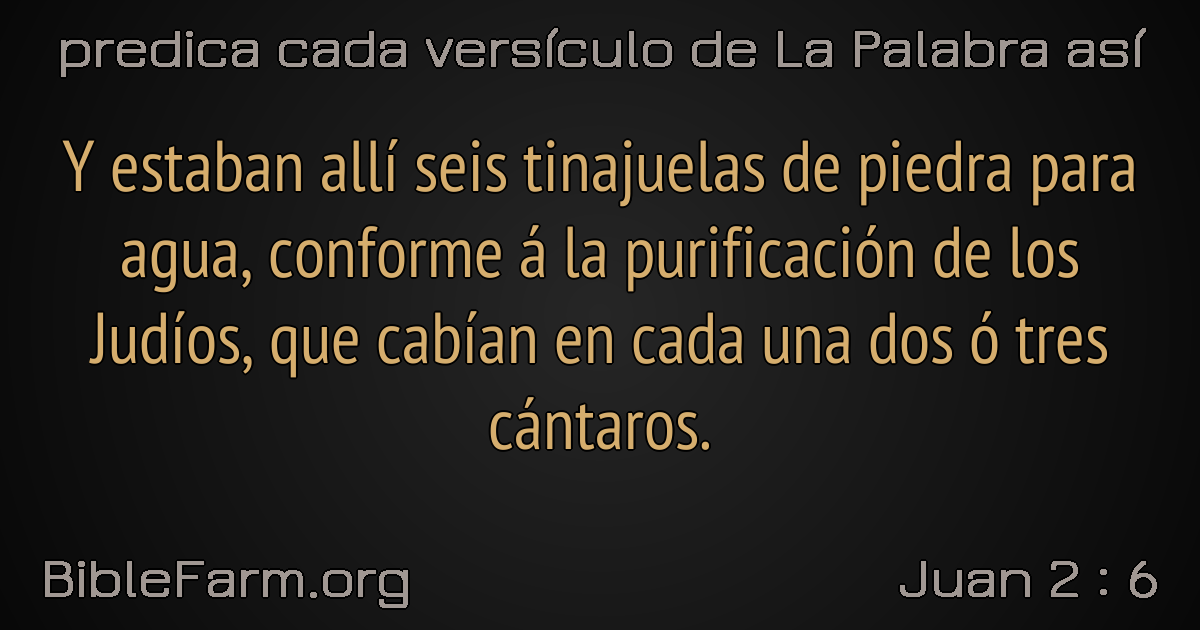 predica cada versículo de La Palabra así
Y estaban allí seis tinajuelas de piedra para
agua, conforme á la purificación de los
Judíos, que cabían en cada una dos ó tres
cántaros.
BibleFarm.org
Juan 2 : 6